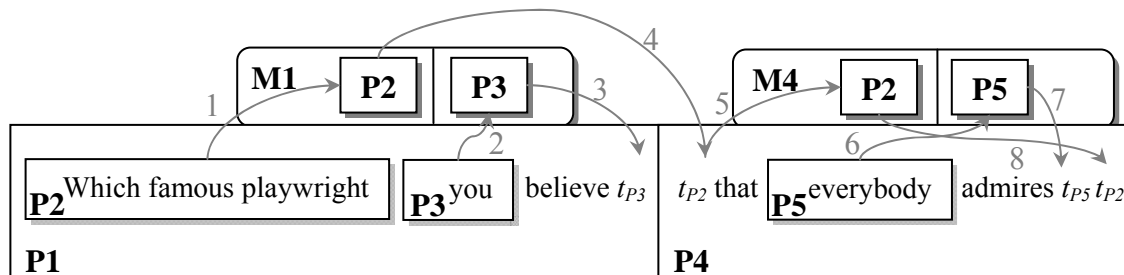 4
M1 P2 P3 3 M4 P2 P5 7
1 5
2 6 8
P2 Which famous playwright P3 you believe tP3 tP2 that P5 everybody admires tP5 tP2
P1 P4